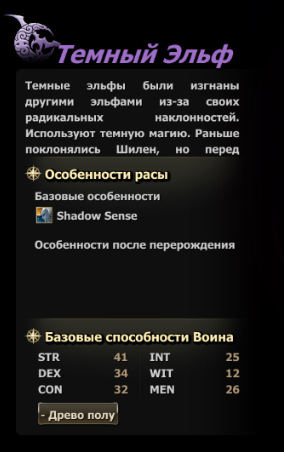 Темный Эльф
Темные эльфы были изгнаны
другими эльфами из-за своих
радикальных наклонностей.
Используют темную магию. Раньше
поклонялись Шилен, но перед
Особенности расы
Базовые особенности
Shadow Sense
Особенности после перерождения
Базовые способности Воина
STR 41 INT 25
DEX 34 WIT 12
CON 32 MEN 26
- Древо полу